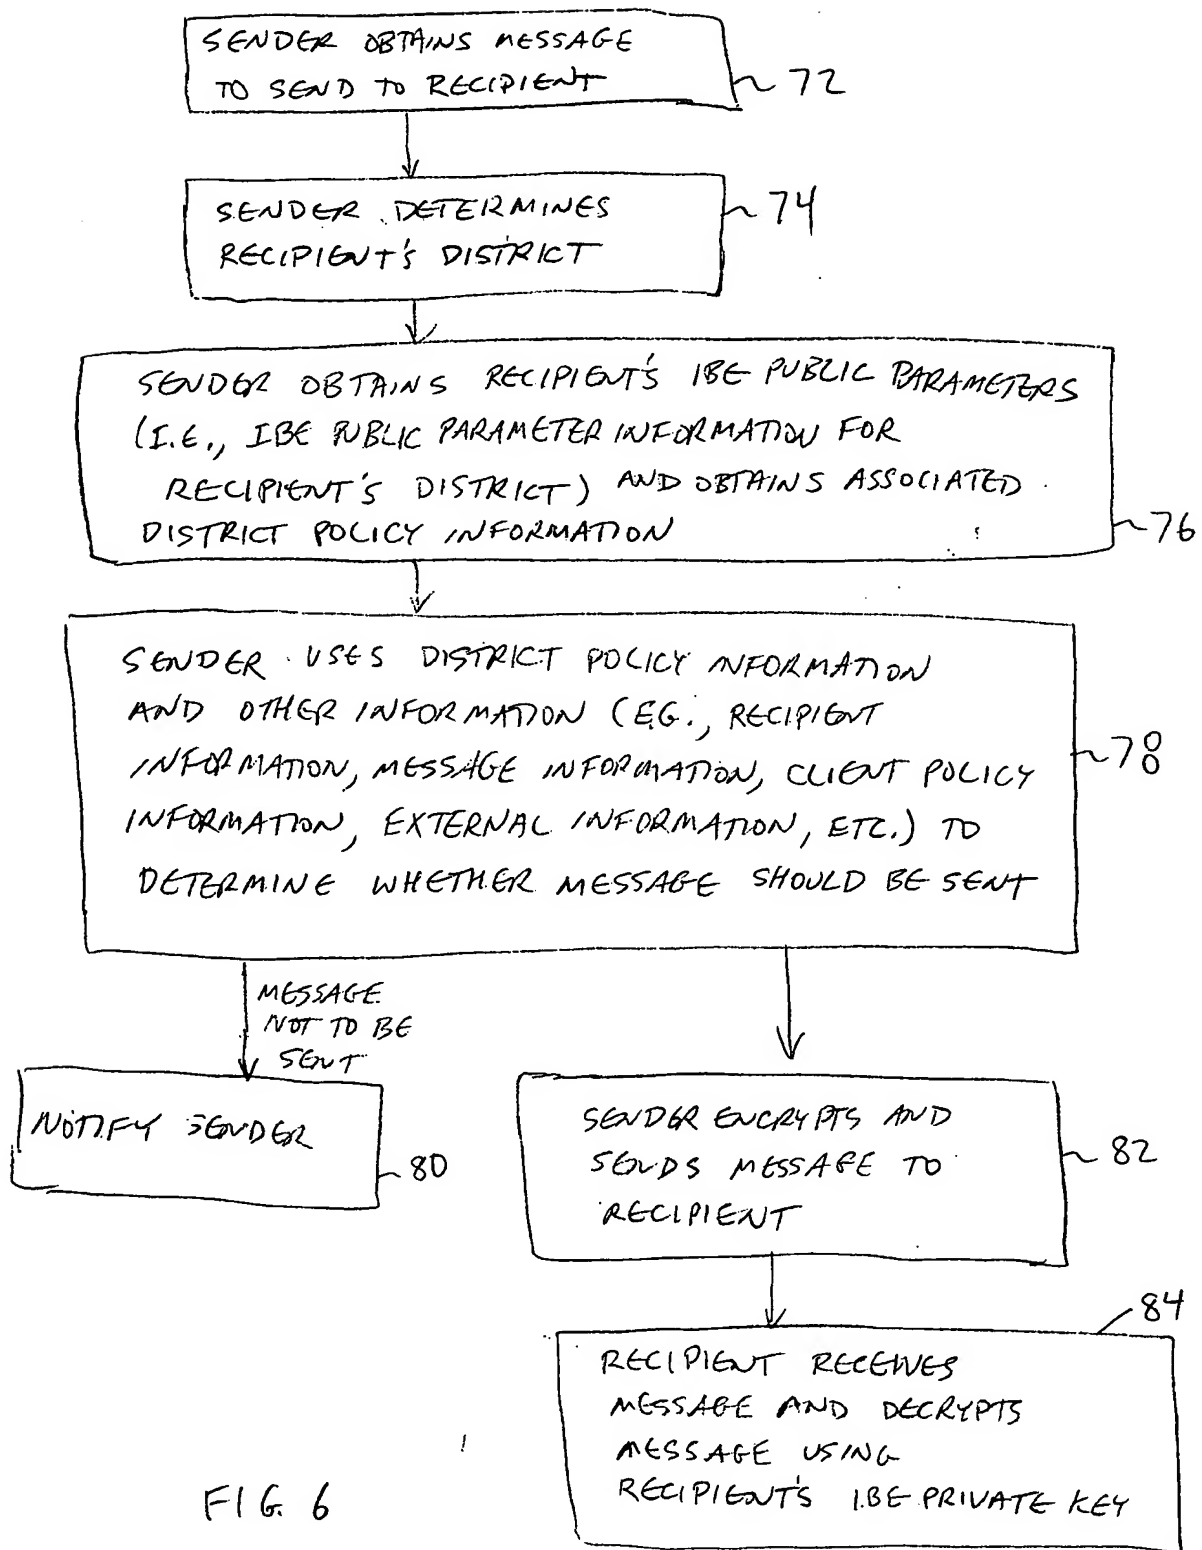 SENDER OBTAINS MESSAGE
TO SEND TO RECIPIENT
72
SENDER DETERMINES
RECIPIENT'S DISTRICT
74
SENDER OBTAINS RECIPIENT'S IBE PUBLIC PARAMETERS
(I.E., IBE PUBLIC PARAMETER INFORMATION FOR
RECIPIENT'S DISTRICT) AND OBTAINS ASSOCIATED
DISTRICT POLICY INFORMATION
76
SENDER USES DISTRICT POLICY INFORMATION
AND OTHER INFORMATION (E.G., RECIPIENT
INFORMATION, MESSAGE INFORMATION, CLIENT POLICY
INFORMATION, EXTERNAL INFORMATION, ETC.) TO
DETERMINE WHETHER MESSAGE SHOULD BE SENT
78
MESSAGE
NOT TO BE
SENT
NOTIFY SENDER
80
SENDER ENCRYPTS AND
SENDS MESSAGE TO
RECIPIENT
82
84
RECIPIENT RECEIVES
MESSAGE AND DECRYPTS
MESSAGE USING
RECIPIENT'S IBE PRIVATE KEY
FIG. 6